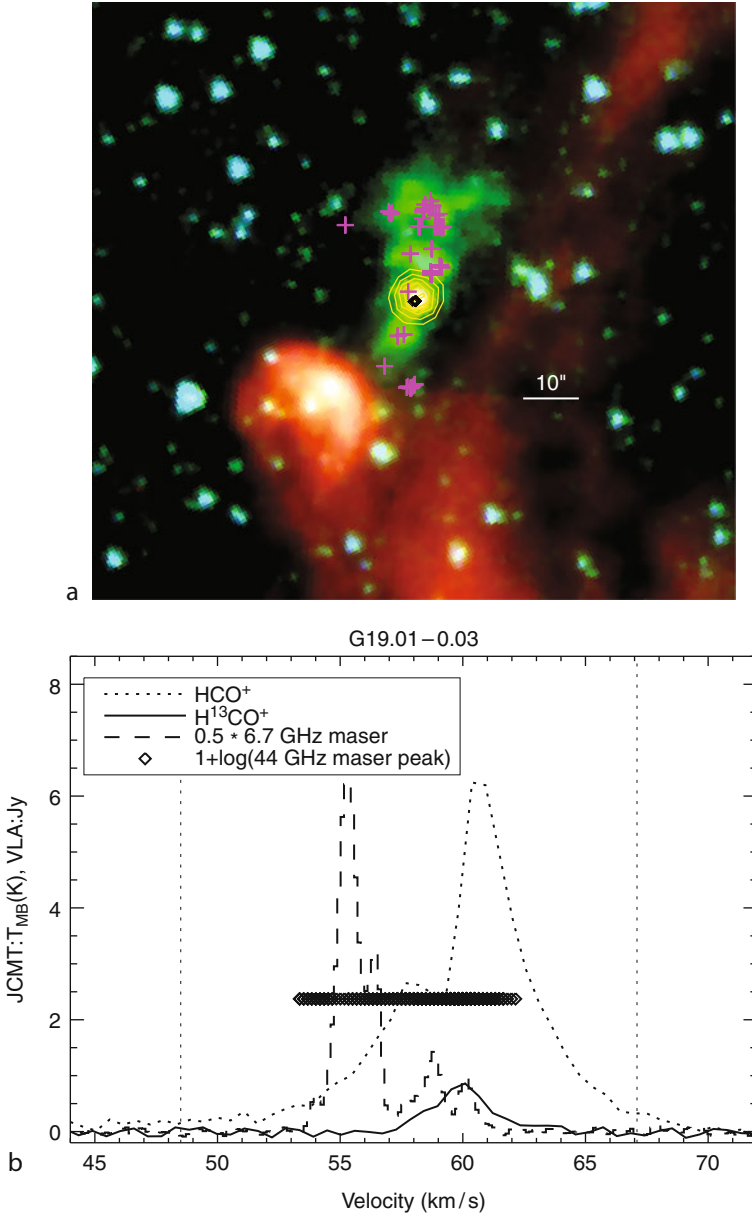 10"
a
G19.01−0.03
HCO⁺
H¹³CO⁺
0.5 * 6.7 GHz maser
1+log(44 GHz maser peak)
JCMT:T_MB(K), VLA:Jy
8
6
4
2
0
45 50 55 60 65 70
b
Velocity (km/s)